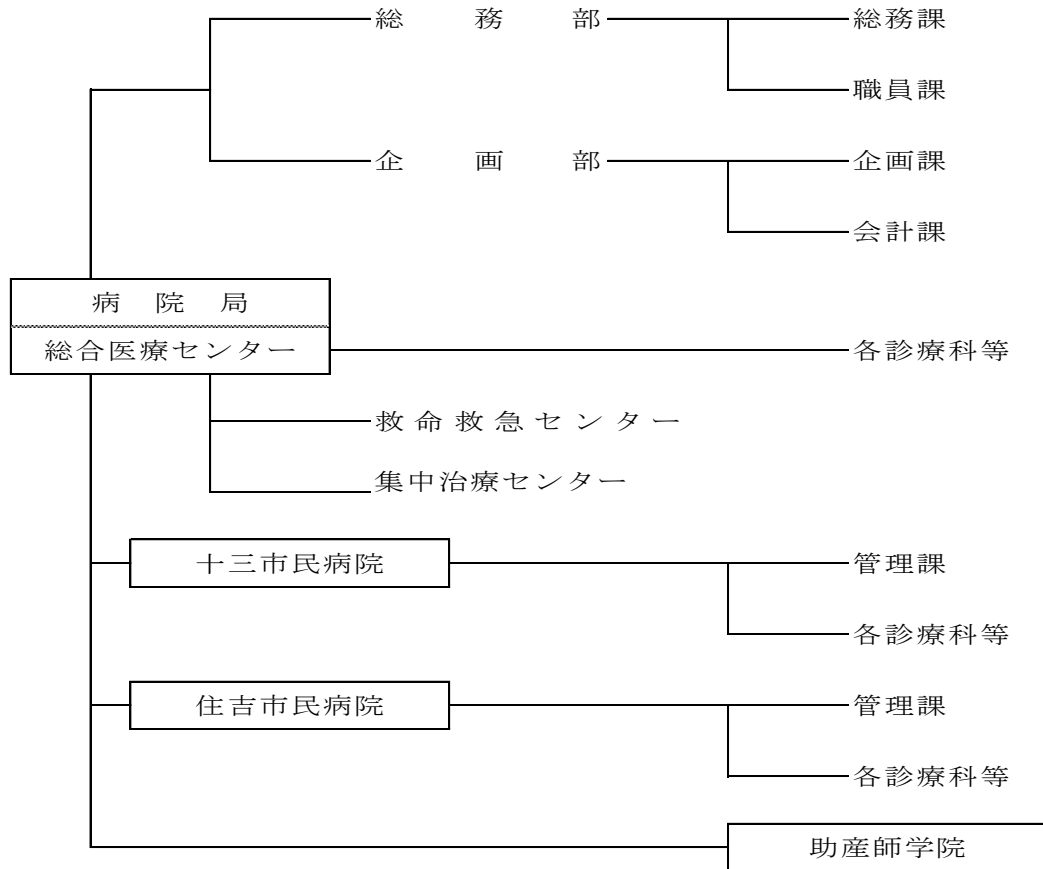 総務部 総務課
職員課
企画部 企画課
会計課
病院局
総合医療センター 各診療科等
救命救急センター
集中治療センター
十三市民病院 管理課
各診療科等
住吉市民病院 管理課
各診療科等
助産師学院